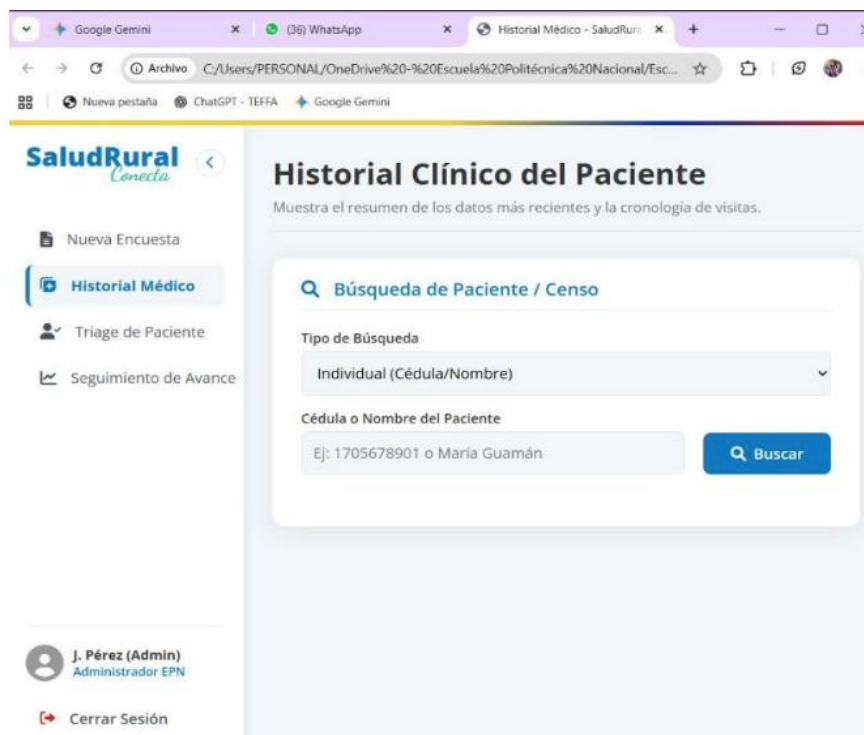 Google Gemini
(36) WhatsApp
Historial Médico - SaludRura
Archivo C:/Users/PERSONAL/OneDrive%20-%20Escuela%20Politécnica%20Nacional/Esc...
Nueva pestaña ChatGPT - TEFFA Google Gemini
SaludRural
Conecta
Nueva Encuesta
Historial Médico
Triage de Paciente
Seguimiento de Avance
J. Pérez (Admin)
Administrador EPN
Cerrar Sesión
Historial Clínico del Paciente
Muestra el resumen de los datos más recientes y la cronología de visitas.
Búsqueda de Paciente / Censo
Tipo de Búsqueda
Individual (Cédula/Nombre)
Cédula o Nombre del Paciente
Ej: 1705678901 o María Guamán
Buscar